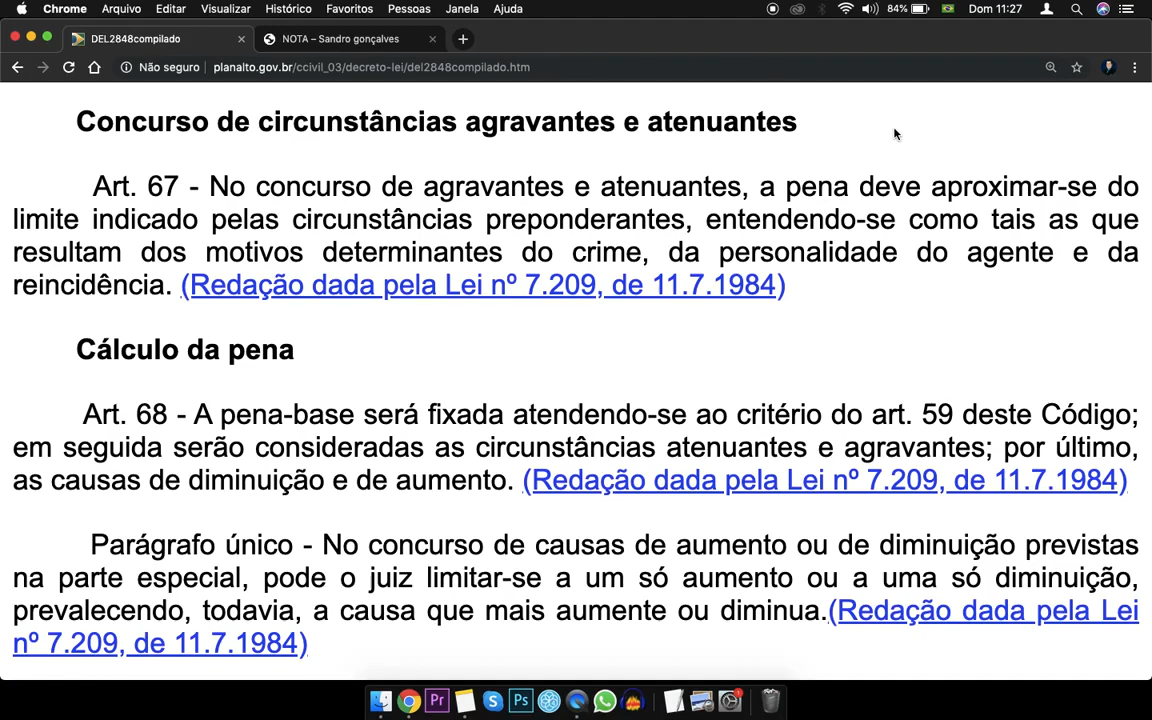 Chrome Arquivo Editar Visualizar Histórico Favoritos Pessoas Janela Ajuda 84% Dom 11:27
DEL2848compilado NOTA – Sandro gonçalves
Não seguro planalto.gov.br/ccivil_03/decreto-lei/del2848compilado.htm
Concurso de circunstâncias agravantes e atenuantes
Art. 67 - No concurso de agravantes e atenuantes, a pena deve aproximar-se do
limite indicado pelas circunstâncias preponderantes, entendendo-se como tais as que
resultam dos motivos determinantes do crime, da personalidade do agente e da
reincidência. (Redação dada pela Lei nº 7.209, de 11.7.1984)
Cálculo da pena
Art. 68 - A pena-base será fixada atendendo-se ao critério do art. 59 deste Código;
em seguida serão consideradas as circunstâncias atenuantes e agravantes; por último,
as causas de diminuição e de aumento. (Redação dada pela Lei nº 7.209, de 11.7.1984)
Parágrafo único - No concurso de causas de aumento ou de diminuição previstas
na parte especial, pode o juiz limitar-se a um só aumento ou a uma só diminuição,
prevalecendo, todavia, a causa que mais aumente ou diminua.(Redação dada pela Lei
nº 7.209, de 11.7.1984)
Pr Ps